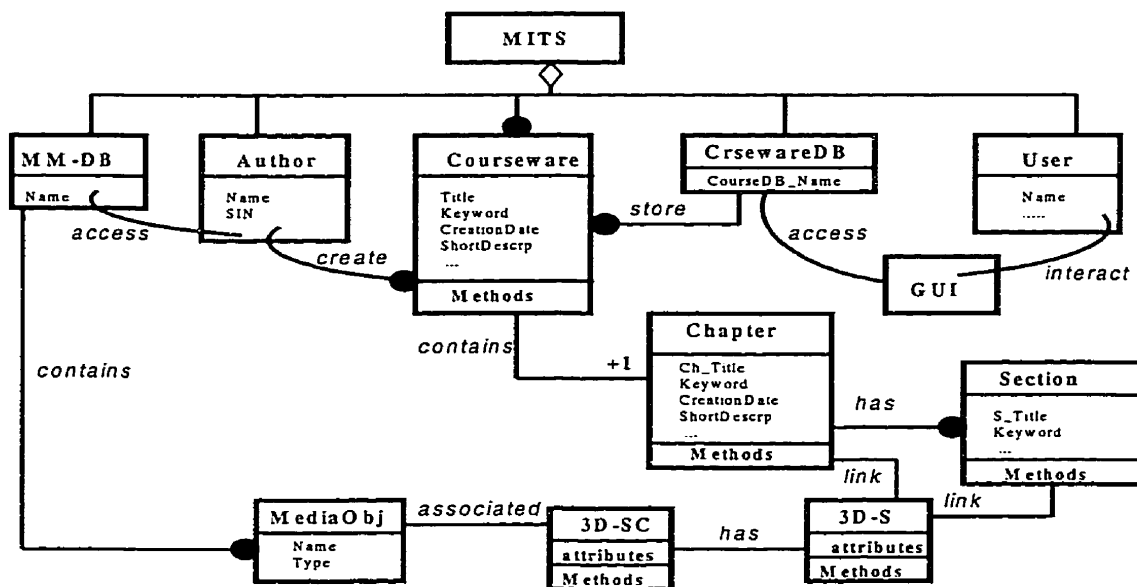 MITS
MM-DB
Name
Author
Name
SIN
Courseware
Title
Keyword
CreationDate
ShortDescrp
...
Methods
CrsewareDB
CourseDB_Name
User
Name
.....
access
create
store
access
GUI
interact
contains
contains
+1
Chapter
Ch_Title
Keyword
CreationDate
ShortDescrp
...
Methods
has
Section
S_Title
Keyword
...
Methods
link
link
MediaObj
Name
Type
associated
3D-SC
attributes
Methods
has
3D-S
attributes
Methods